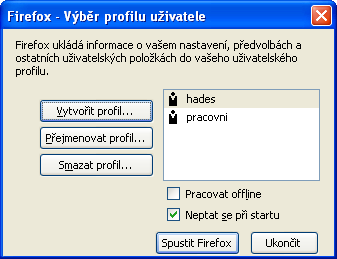 Firefox - Výběr profilu uživatele
Firefox ukládá informace o vašem nastavení, předvolbách a
ostatních uživatelských položkách do vašeho uživatelského
profilu.
Vytvořit profil...
Přejmenovat profil...
Smazat profil...
hades
pracovni
Pracovat offline
Neptat se při startu
Spustit Firefox
Ukončit